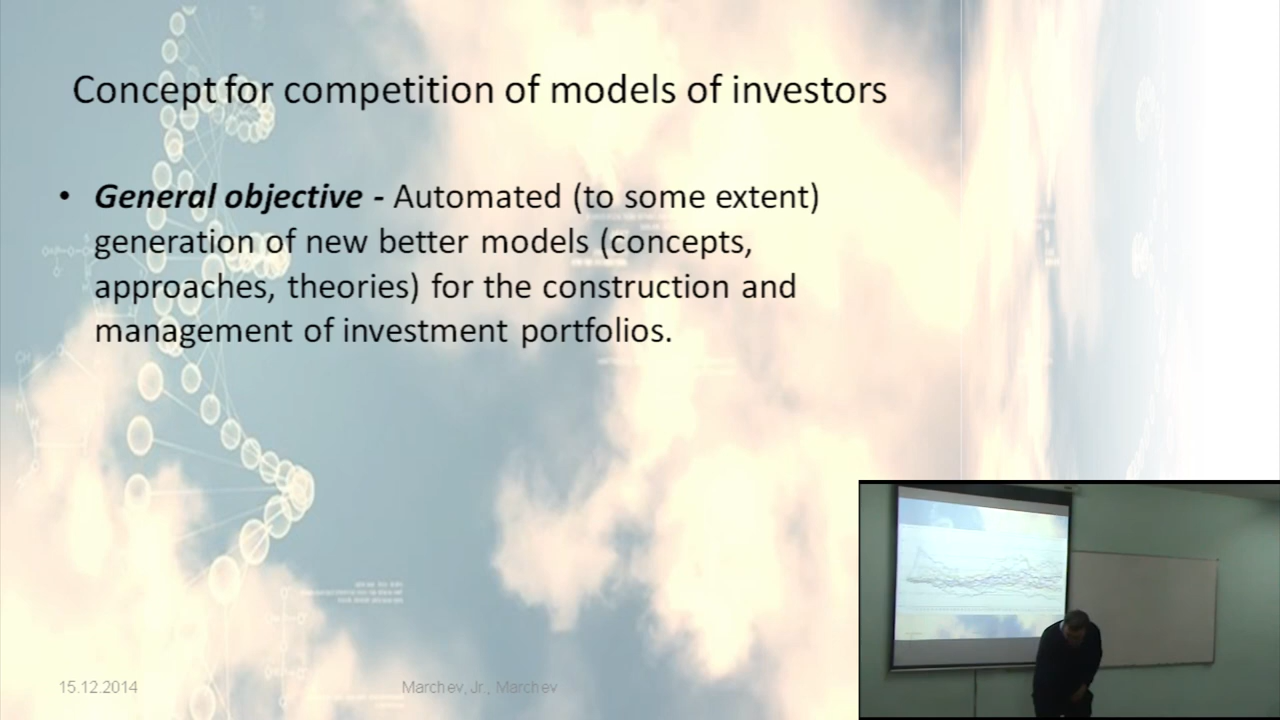 Concept for competition of models of investors
• General objective - Automated (to some extent)
generation of new better models (concepts,
approaches, theories) for the construction and
management of investment portfolios.
15.12.2014
Marchev, Jr., Marchev